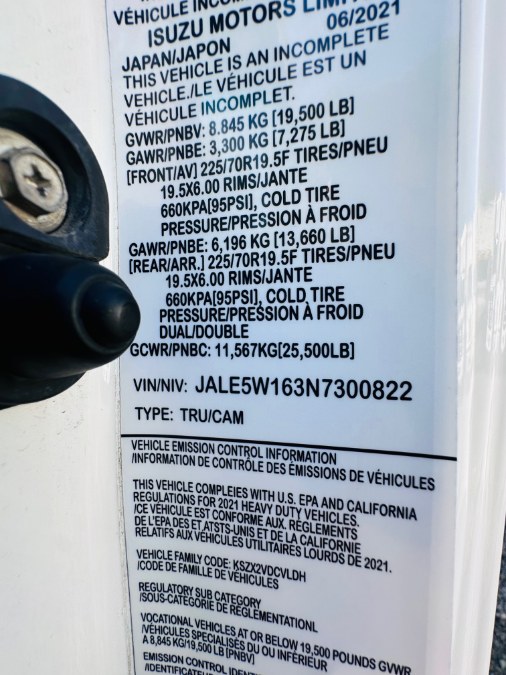 VÉHICULE INCOM
ISUZU MOTORS LIMI
JAPAN/JAPON 06/2021
THIS VEHICLE IS AN INCOMPLETE
VEHICLE./LE VÉHICULE EST UN
VÉHICULE INCOMPLET.
GVWR/PNBV: 8.845 KG [19,500 LB]
GAWR/PNBE: 3,300 KG [7,275 LB]
[FRONT/AV] 225/70R19.5F TIRES/PNEU
19.5X6.00 RIMS/JANTE
660KPA[95PSI], COLD TIRE
PRESSURE/PRESSION À FROID
GAWR/PNBE: 6,196 KG [13,660 LB]
[REAR/ARR.] 225/70R19.5F TIRES/PNEU
19.5X6.00 RIMS/JANTE
660KPA[95PSI], COLD TIRE
PRESSURE/PRESSION À FROID
DUAL/DOUBLE
GCWR/PNBC: 11,567KG[25,500LB]
VIN/NIV: JALE5W163N7300822
TYPE: TRU/CAM
VEHICLE EMISSION CONTROL INFORMATION
/INFORMATION DE CONTRÔLE DES ÉMISSIONS DE VÉHICULES
THIS VEHICLE COMPLEIES WITH U.S. EPA AND CALIFORNIA
REGULATIONS FOR 2021 HEAVY DUTY VEHICLES.
/CE VÉHICULE EST CONFORME AUX. RÈGLEMENTS
DE L'EPA DES ET.ATSTS-UNIS ET DE LA CALIFORNIE
RELATIFS AUX VÉHICULES UTILITAIRES LOURDS DE 2021.
VEHICLE FAMILY CODE: KSZX2VDCVLDH
/CODE DE FAMILLE DE VÉHICULES
REGULATORY SUB CATEGORY
/SOUS-CATÉGORIE DE RÉGLEMENTATIONL
VOCATIONAL VEHICLES AT OR BELOW 19,500 POUNDS GVWR
/VÉHICULES SPÉCIALISÉS DU OU INFÉRIEUR
A 8,845 KG/19,500 LB [PNBV]
EMISSION CONTROL IDENT
/IDENTIFICATEUR